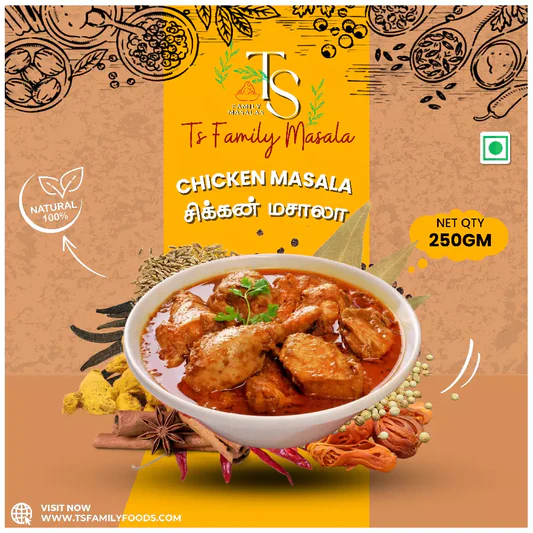 TS
FAMILY
MASALAS
Ts Family Masala
CHICKEN MASALA
சிக்கன் மசாலா
NATURAL
100%
NET QTY
250GM
VISIT NOW
WWW.TSFAMILYFOODS.COM